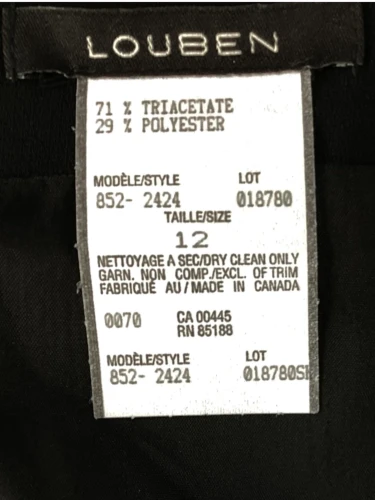 LOUBEN
71 % TRIACETATE
29 % POLYESTER
MODÈLE/STYLE LOT
852- 2424 018780
TAILLE/SIZE
12
NETTOYAGE A SEC/DRY CLEAN ONLY
GARN. NON COMP./EXCL. OF TRIM
FABRIQUÉ AU/MADE IN CANADA
0070 CA 00445
RN 85188
MODÈLE/STYLE LOT
852- 2424